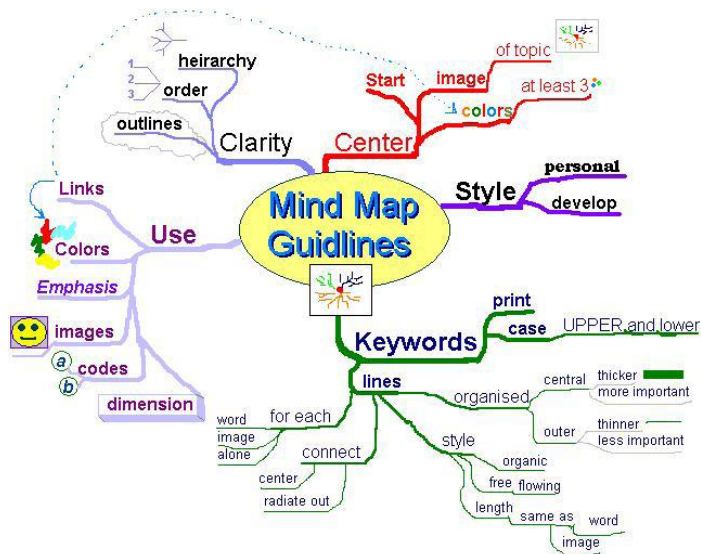 Mind Map
Guidlines
Center
Start
image
of topic
colors
at least 3
Style
personal
develop
Keywords
print
case
UPPER and lower
lines
organised
central
thicker
more important
outer
thinner
less important
style
organic
free flowing
length
same as
word
image
connect
center
radiate out
for each
word
image
alone
Use
Links
Colors
Emphasis
images
codes
a
b
dimension
Clarity
heirarchy
order
1
2
3
outlines